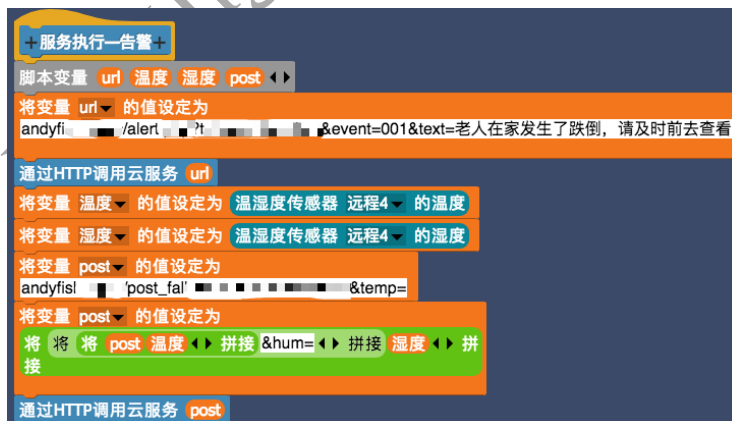 +服务执行—告警+
脚本变量 url 温度 湿度 post
将变量 url 的值设定为
andyfi /alert ?t &event=001&text=老人在家发生了跌倒，请及时前去查看
通过HTTP调用云服务 url
将变量 温度 的值设定为 温湿度传感器 远程4 的温度
将变量 湿度 的值设定为 温湿度传感器 远程4 的湿度
将变量 post 的值设定为
andyfisl /post_fal &temp=
将变量 post 的值设定为
将 将 将 post 温度 拼接 &hum= 拼接 湿度 拼
接
通过HTTP调用云服务 post